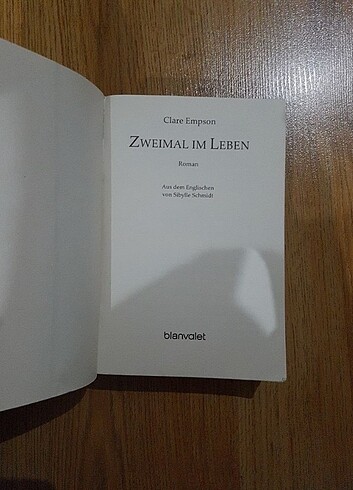 Clare Empson
ZWEIMAL IM LEBEN
Roman
Aus dem Englischen
von Sibylle Schmidt
blanvalet